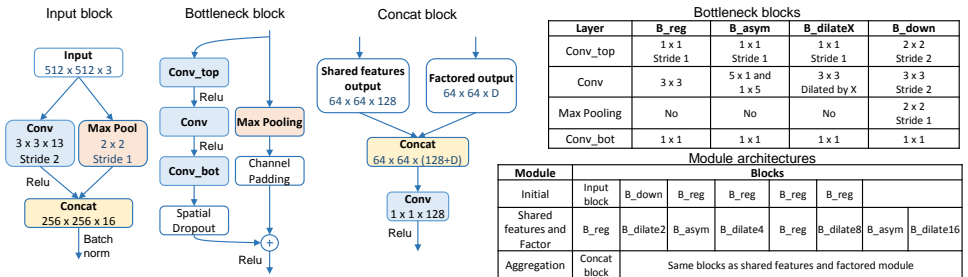 Input block
Input
512 x 512 x 3
Conv
3 x 3 x 13
Stride 2
Max Pool
2 x 2
Stride 1
Relu
Concat
256 x 256 x 16
Batch
norm
Bottleneck block
Conv_top
Relu
Conv
Relu
Conv_bot
Spatial
Dropout
Max Pooling
Channel
Padding
+
Relu
Concat block
Shared features
output
64 x 64 x 128
Factored output
64 x 64 x D
Concat
64 x 64 x (128+D)
Conv
1 x 1 x 128
Relu
Bottleneck blocks
Layer B_reg B_asym B_dilateX B_down
Conv_top 1 x 1 Stride 1 1 x 1 Stride 1 1 x 1 Stride 1 2 x 2 Stride 2
Conv 3 x 3 5 x 1 and 1 x 5 3 x 3 Dilated by X 3 x 3 Stride 2
Max Pooling No No No 2 x 2 Stride 1
Conv_bot 1 x 1 1 x 1 1 x 1 1 x 1
Module architectures
Module Blocks
Initial Input block B_down B_reg B_reg B_reg B_reg
Shared features and Factor B_reg B_dilate2 B_asym B_dilate4 B_reg B_dilate8 B_asym B_dilate16
Aggregation Concat block Same blocks as shared features and factored module